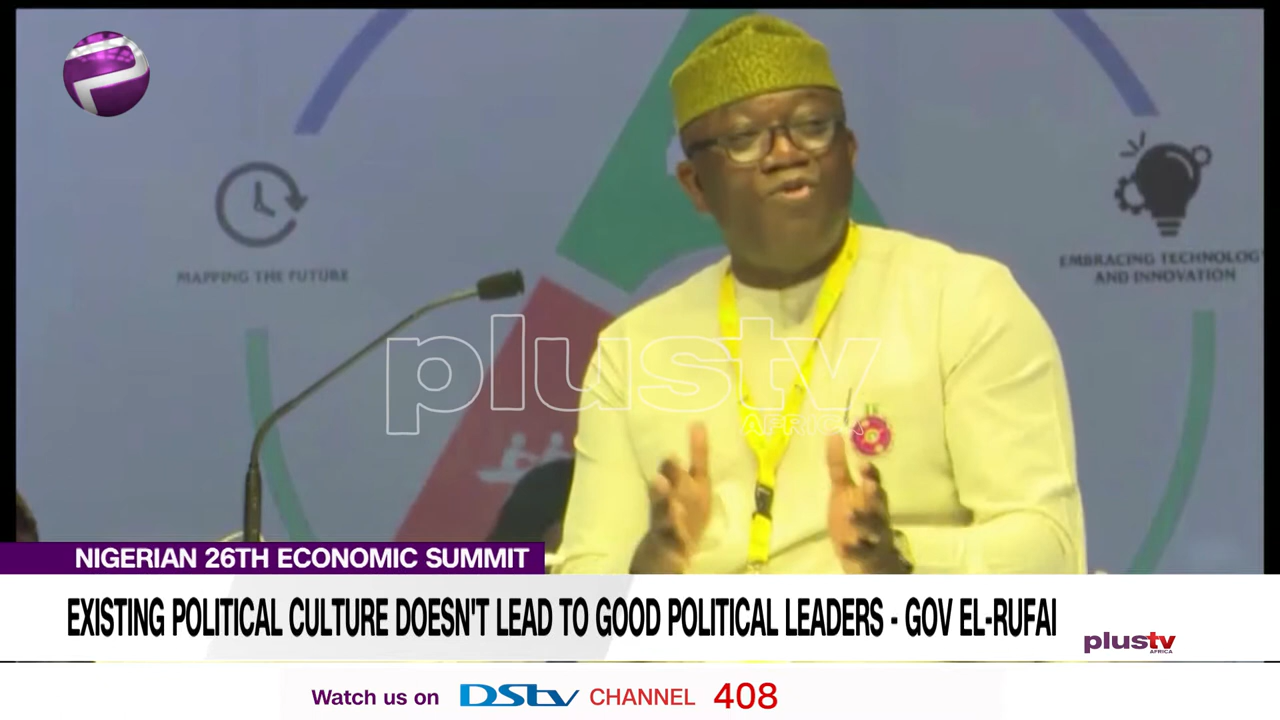 MAPPING THE FUTURE
EMBRACING TECHNOLOGY
AND INNOVATION
plustv
AFRICA
NIGERIAN 26TH ECONOMIC SUMMIT
EXISTING POLITICAL CULTURE DOESN'T LEAD TO GOOD POLITICAL LEADERS - GOV EL-RUFAI
plustv
AFRICA
Watch us on DStv CHANNEL 408